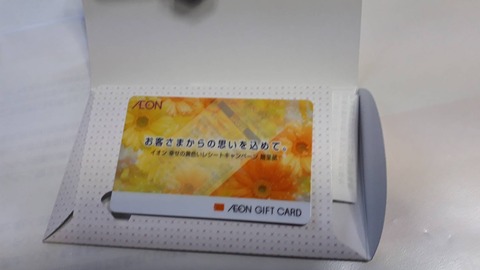 ÆON
お客さまからの思いを込めて。
イオン 幸せの黄色いレシートキャンペーン 贈呈式
ÆON GIFT CARD